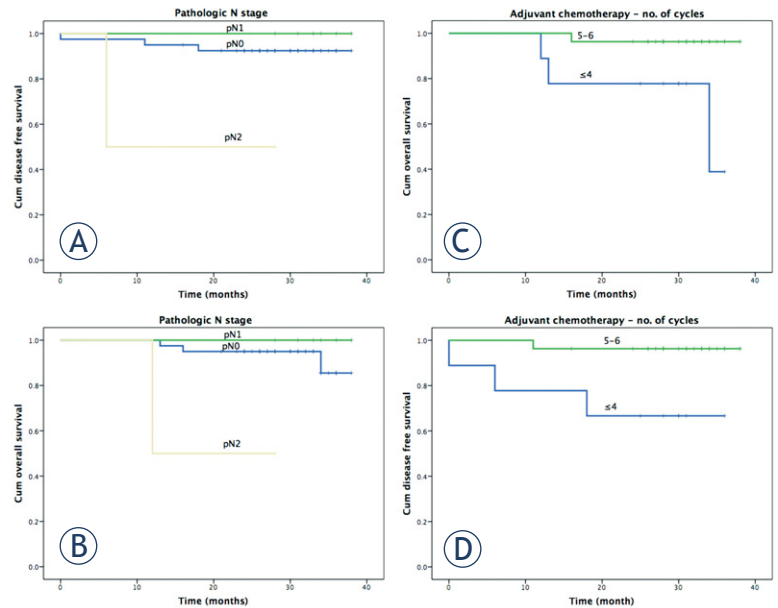 Pathologic N stage
Cum disease free survival
1.0
0.8
0.6
0.4
0.2
0.0
pN1
pN0
pN2
A
0
10
20
30
40
Time (months)
Adjuvant chemotherapy – no. of cycles
Cum overall survival
1.0
0.8
0.6
0.4
0.2
0.0
5-6
≤4
C
0
10
20
30
40
Time (months)
Pathologic N stage
Cum overall survival
1.0
0.8
0.6
0.4
0.2
0.0
pN1
pN0
pN2
B
0
10
20
30
40
Time (months)
Adjuvant chemotherapy – no. of cycles
Cum disease free survival
1.0
0.8
0.6
0.4
0.2
0.0
5-6
≤4
D
0
10
20
30
40
Time (months)